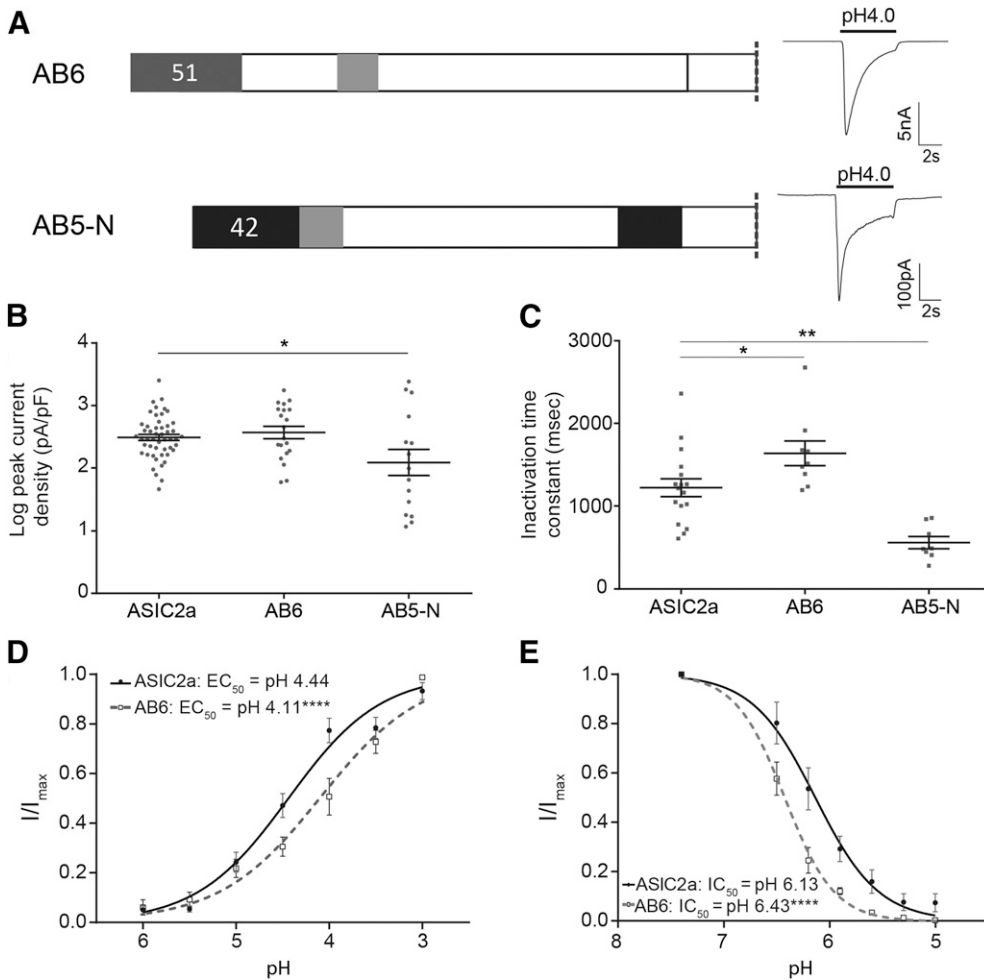 A
AB6
51
pH4.0
5nA
2s
AB5-N
42
pH4.0
100pA
2s
B
Log peak current
density (pA/pF)
4
3
2
1
0
*
ASIC2a
AB6
AB5-N
C
Inactivation time
constant (msec)
3000
2000
1000
0
**
*
ASIC2a
AB6
AB5-N
D
I/Imax
1.0
0.8
0.6
0.4
0.2
0.0
ASIC2a: EC50 = pH 4.44
AB6: EC50 = pH 4.11****
6
5
4
3
pH
E
I/Imax
1.0
0.8
0.6
0.4
0.2
0.0
ASIC2a: IC50 = pH 6.13
AB6: IC50 = pH 6.43****
8
7
6
5
pH